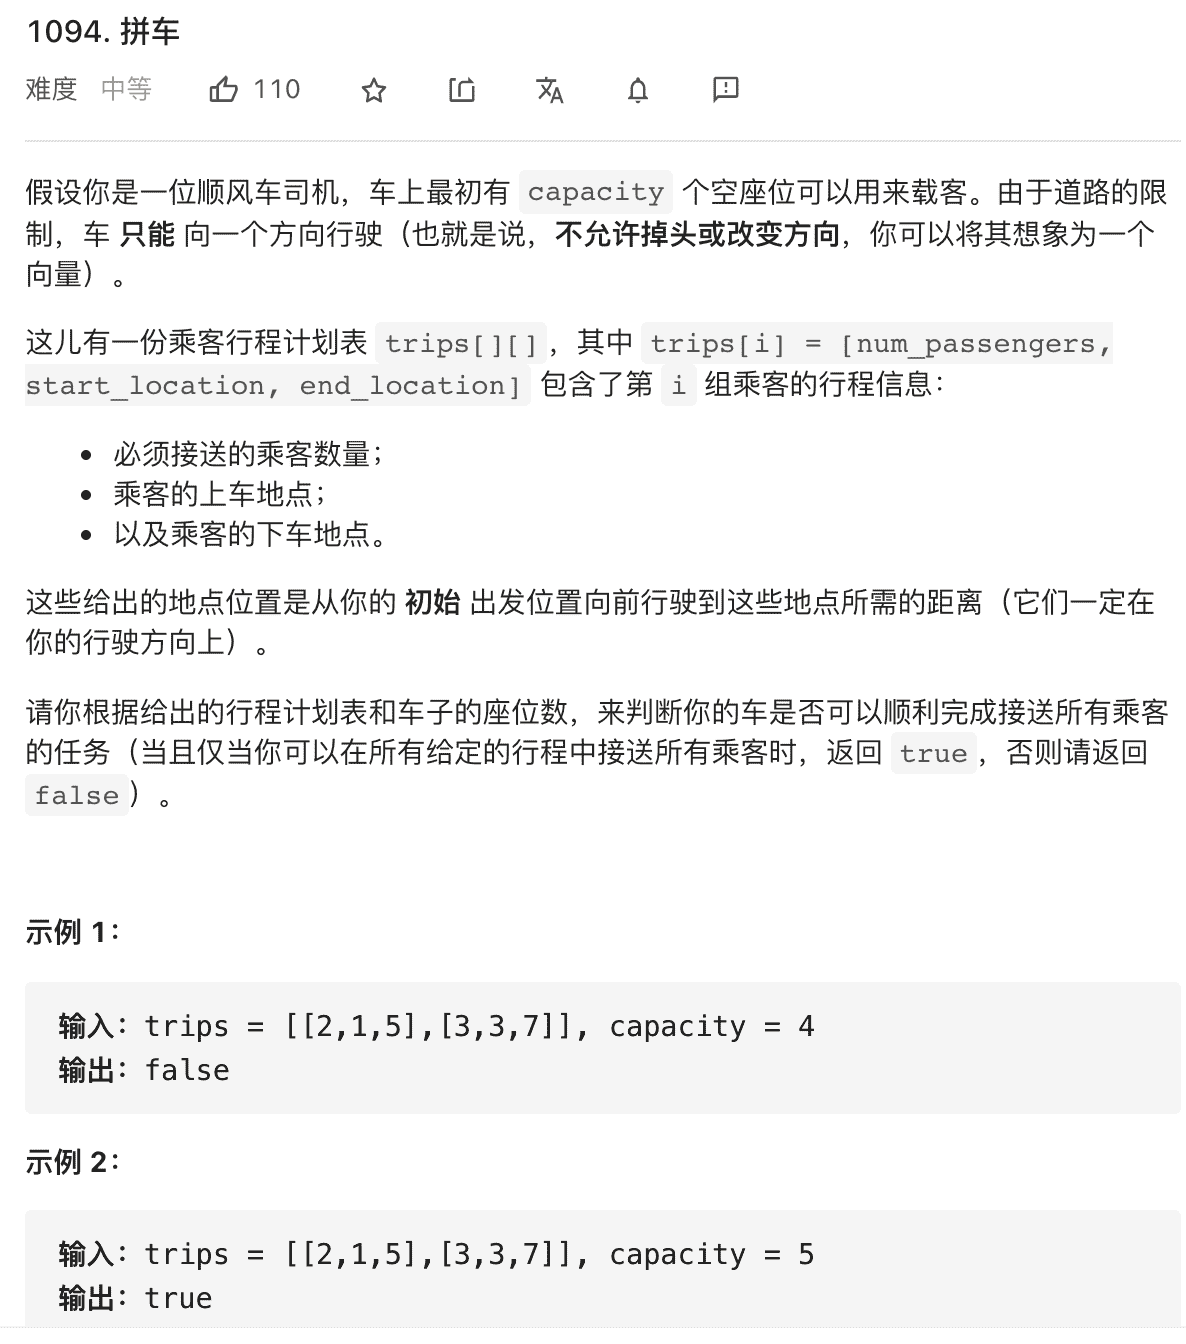 1094. 拼车
难度 中等 110
假设你是一位顺风车司机，车上最初有 capacity 个空座位可以用来载客。由于道路的限
制，车 只能 向一个方向行驶（也就是说，不允许掉头或改变方向，你可以将其想象为一个
向量）。
这儿有一份乘客行程计划表 trips[][]，其中 trips[i] = [num_passengers,
start_location, end_location] 包含了第 i 组乘客的行程信息：
• 必须接送的乘客数量；
• 乘客的上车地点；
• 以及乘客的下车地点。
这些给出的地点位置是从你的 初始 出发位置向前行驶到这些地点所需的距离（它们一定在
你的行驶方向上）。
请你根据给出的行程计划表和车子的座位数，来判断你的车是否可以顺利完成接送所有乘客
的任务（当且仅当你可以在所有给定的行程中接送所有乘客时，返回 true，否则请返回
false）。
示例 1：
输入：trips = [[2,1,5],[3,3,7]], capacity = 4
输出：false
示例 2：
输入：trips = [[2,1,5],[3,3,7]], capacity = 5
输出：true